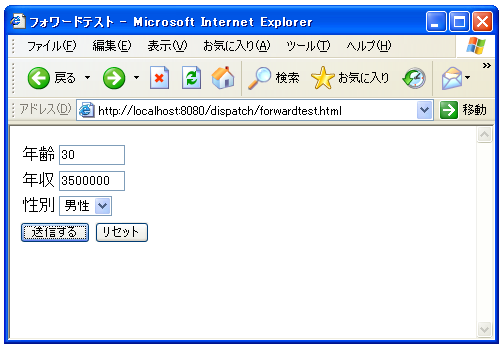 フォワードテスト - Microsoft Internet Explorer
ファイル(F) 編集(E) 表示(V) お気に入り(A) ツール(T) ヘルプ(H)
戻る 検索 お気に入り »
アドレス(D) http://localhost:8080/dispatch/forwardtest.html 移動
年齢 30
年収 3500000
性別 男性
送信する リセット